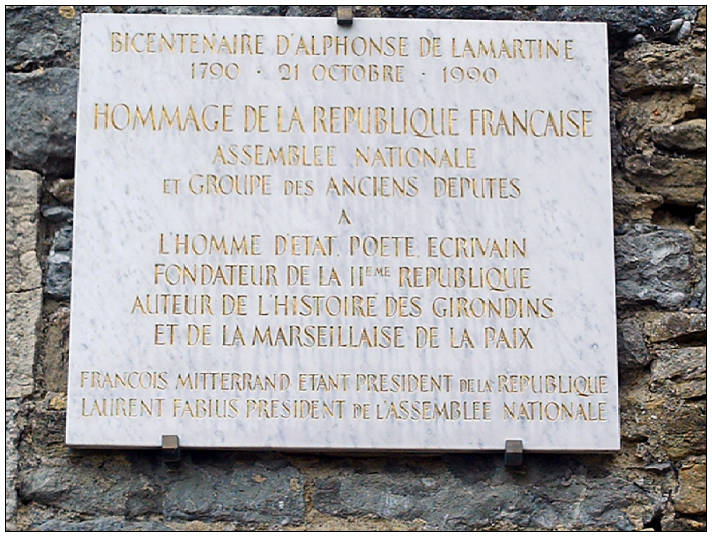 BICENTENAIRE D'ALPHONSE DE LAMARTINE
1790 · 21 OCTOBRE · 1990
HOMMAGE DE LA REPUBLIQUE FRANCAISE
ASSEMBLEE NATIONALE
ET GROUPE DES ANCIENS DEPUTES
A
L'HOMME D'ETAT. POETE. ECRIVAIN
FONDATEUR DE LA IIEME REPUBLIQUE
AUTEUR DE L'HISTOIRE DES GIRONDINS
ET DE LA MARSEILLAISE DE LA PAIX
FRANCOIS MITTERRAND ETANT PRESIDENT DE LA REPUBLIQUE
LAURENT FABIUS PRESIDENT DE L'ASSEMBLEE NATIONALE